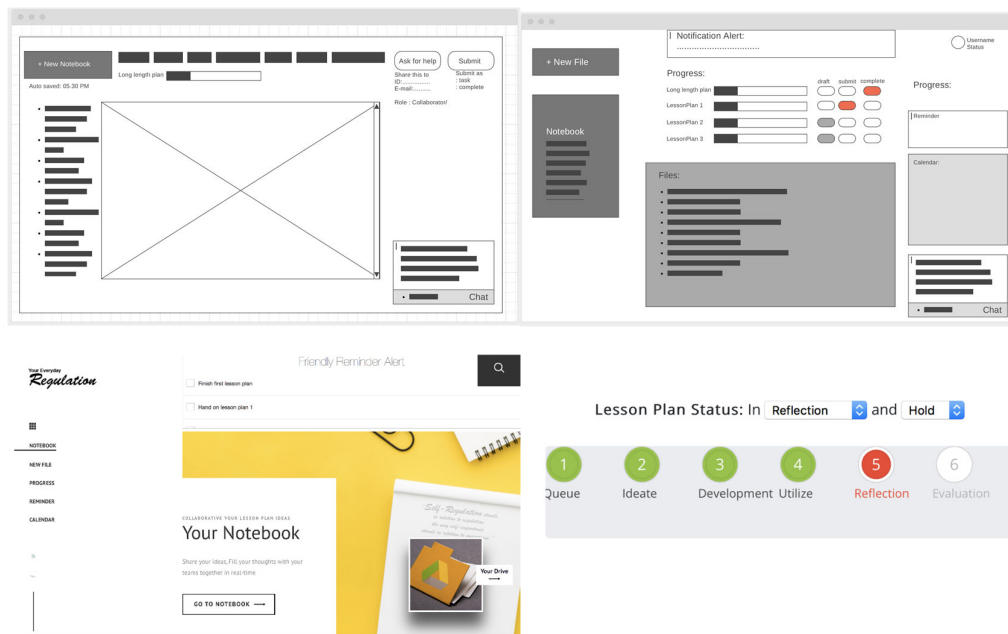 + New Notebook
Auto saved: 05.30 PM
Long length plan
Ask for help
Submit
Share this to
ID:..............
E-mail:.........
Role : Collaborator/
Submit as
: task
: complete
Chat
+ New File
Notebook
Notification Alert:
..................................
Progress:
draft submit complete
Long length plan
LessonPlan 1
LessonPlan 2
LessonPlan 3
Files:
Username
Status
Progress:
Reminder
Calendar:
Chat
Your Everyday
Regulation
NOTEBOOK
NEW FILE
PROGRESS
REMINDER
CALENDAR
Friendly Reminder Alert
Finish first lesson plan
Hand on lesson plan 1
COLLABORATIVE YOUR LESSON PLAN IDEAS
Your Notebook
Share your ideas, Fill your thoughts with your
teams together in real-time
GO TO NOTEBOOK
Self-Regulation
Your Drive
Lesson Plan Status: In Reflection and Hold
1 2 3 4 5 6
Queue Ideate Development Utilize Reflection Evaluation